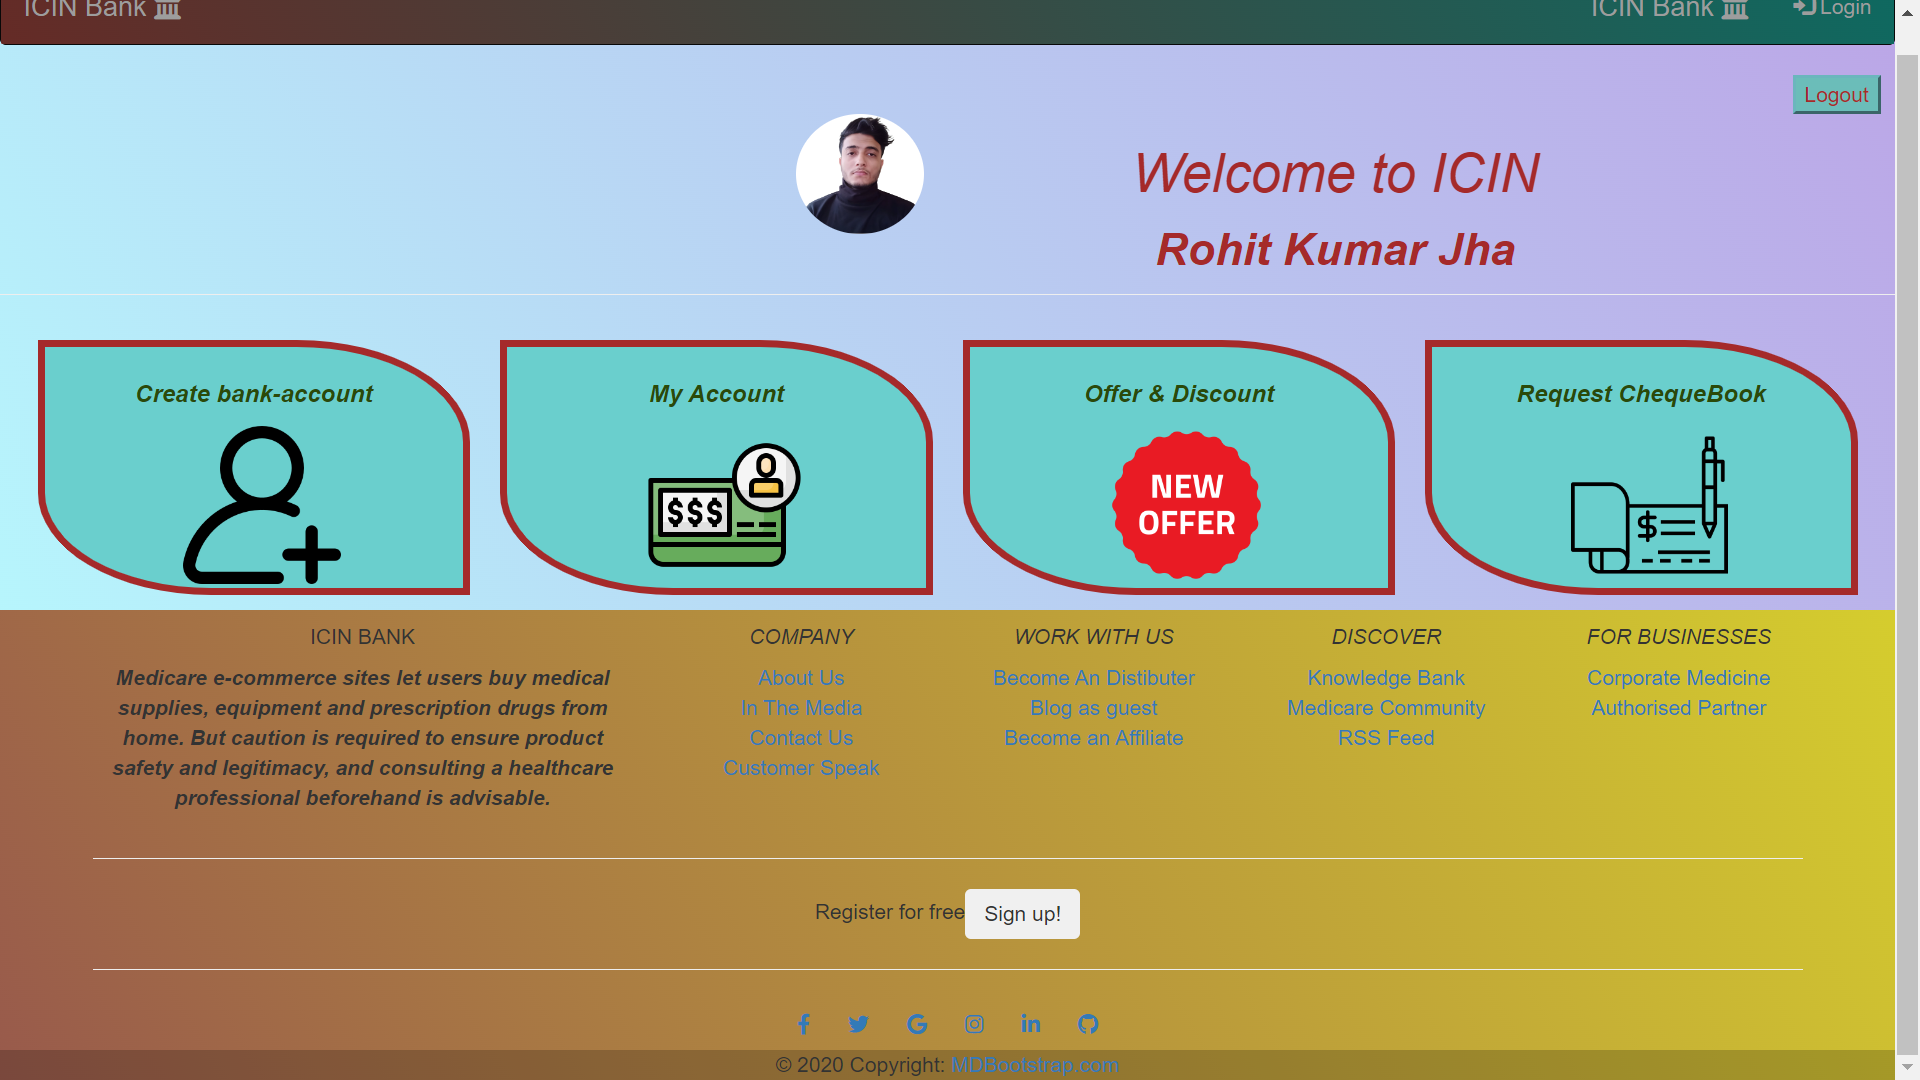 ICIN Bank
ICIN Bank
Login
Logout
Welcome to ICIN
Rohit Kumar Jha
Create bank-account
My Account
$$$
Offer & Discount
NEW
OFFER
Request ChequeBook
$
ICIN BANK
Medicare e-commerce sites let users buy medical
supplies, equipment and prescription drugs from
home. But caution is required to ensure product
safety and legitimacy, and consulting a healthcare
professional beforehand is advisable.
COMPANY
About Us
In The Media
Contact Us
Customer Speak
WORK WITH US
Become An Distibuter
Blog as guest
Become an Affiliate
DISCOVER
Knowledge Bank
Medicare Community
RSS Feed
FOR BUSINESSES
Corporate Medicine
Authorised Partner
Register for free
Sign up!
© 2020 Copyright: MDBootstrap.com